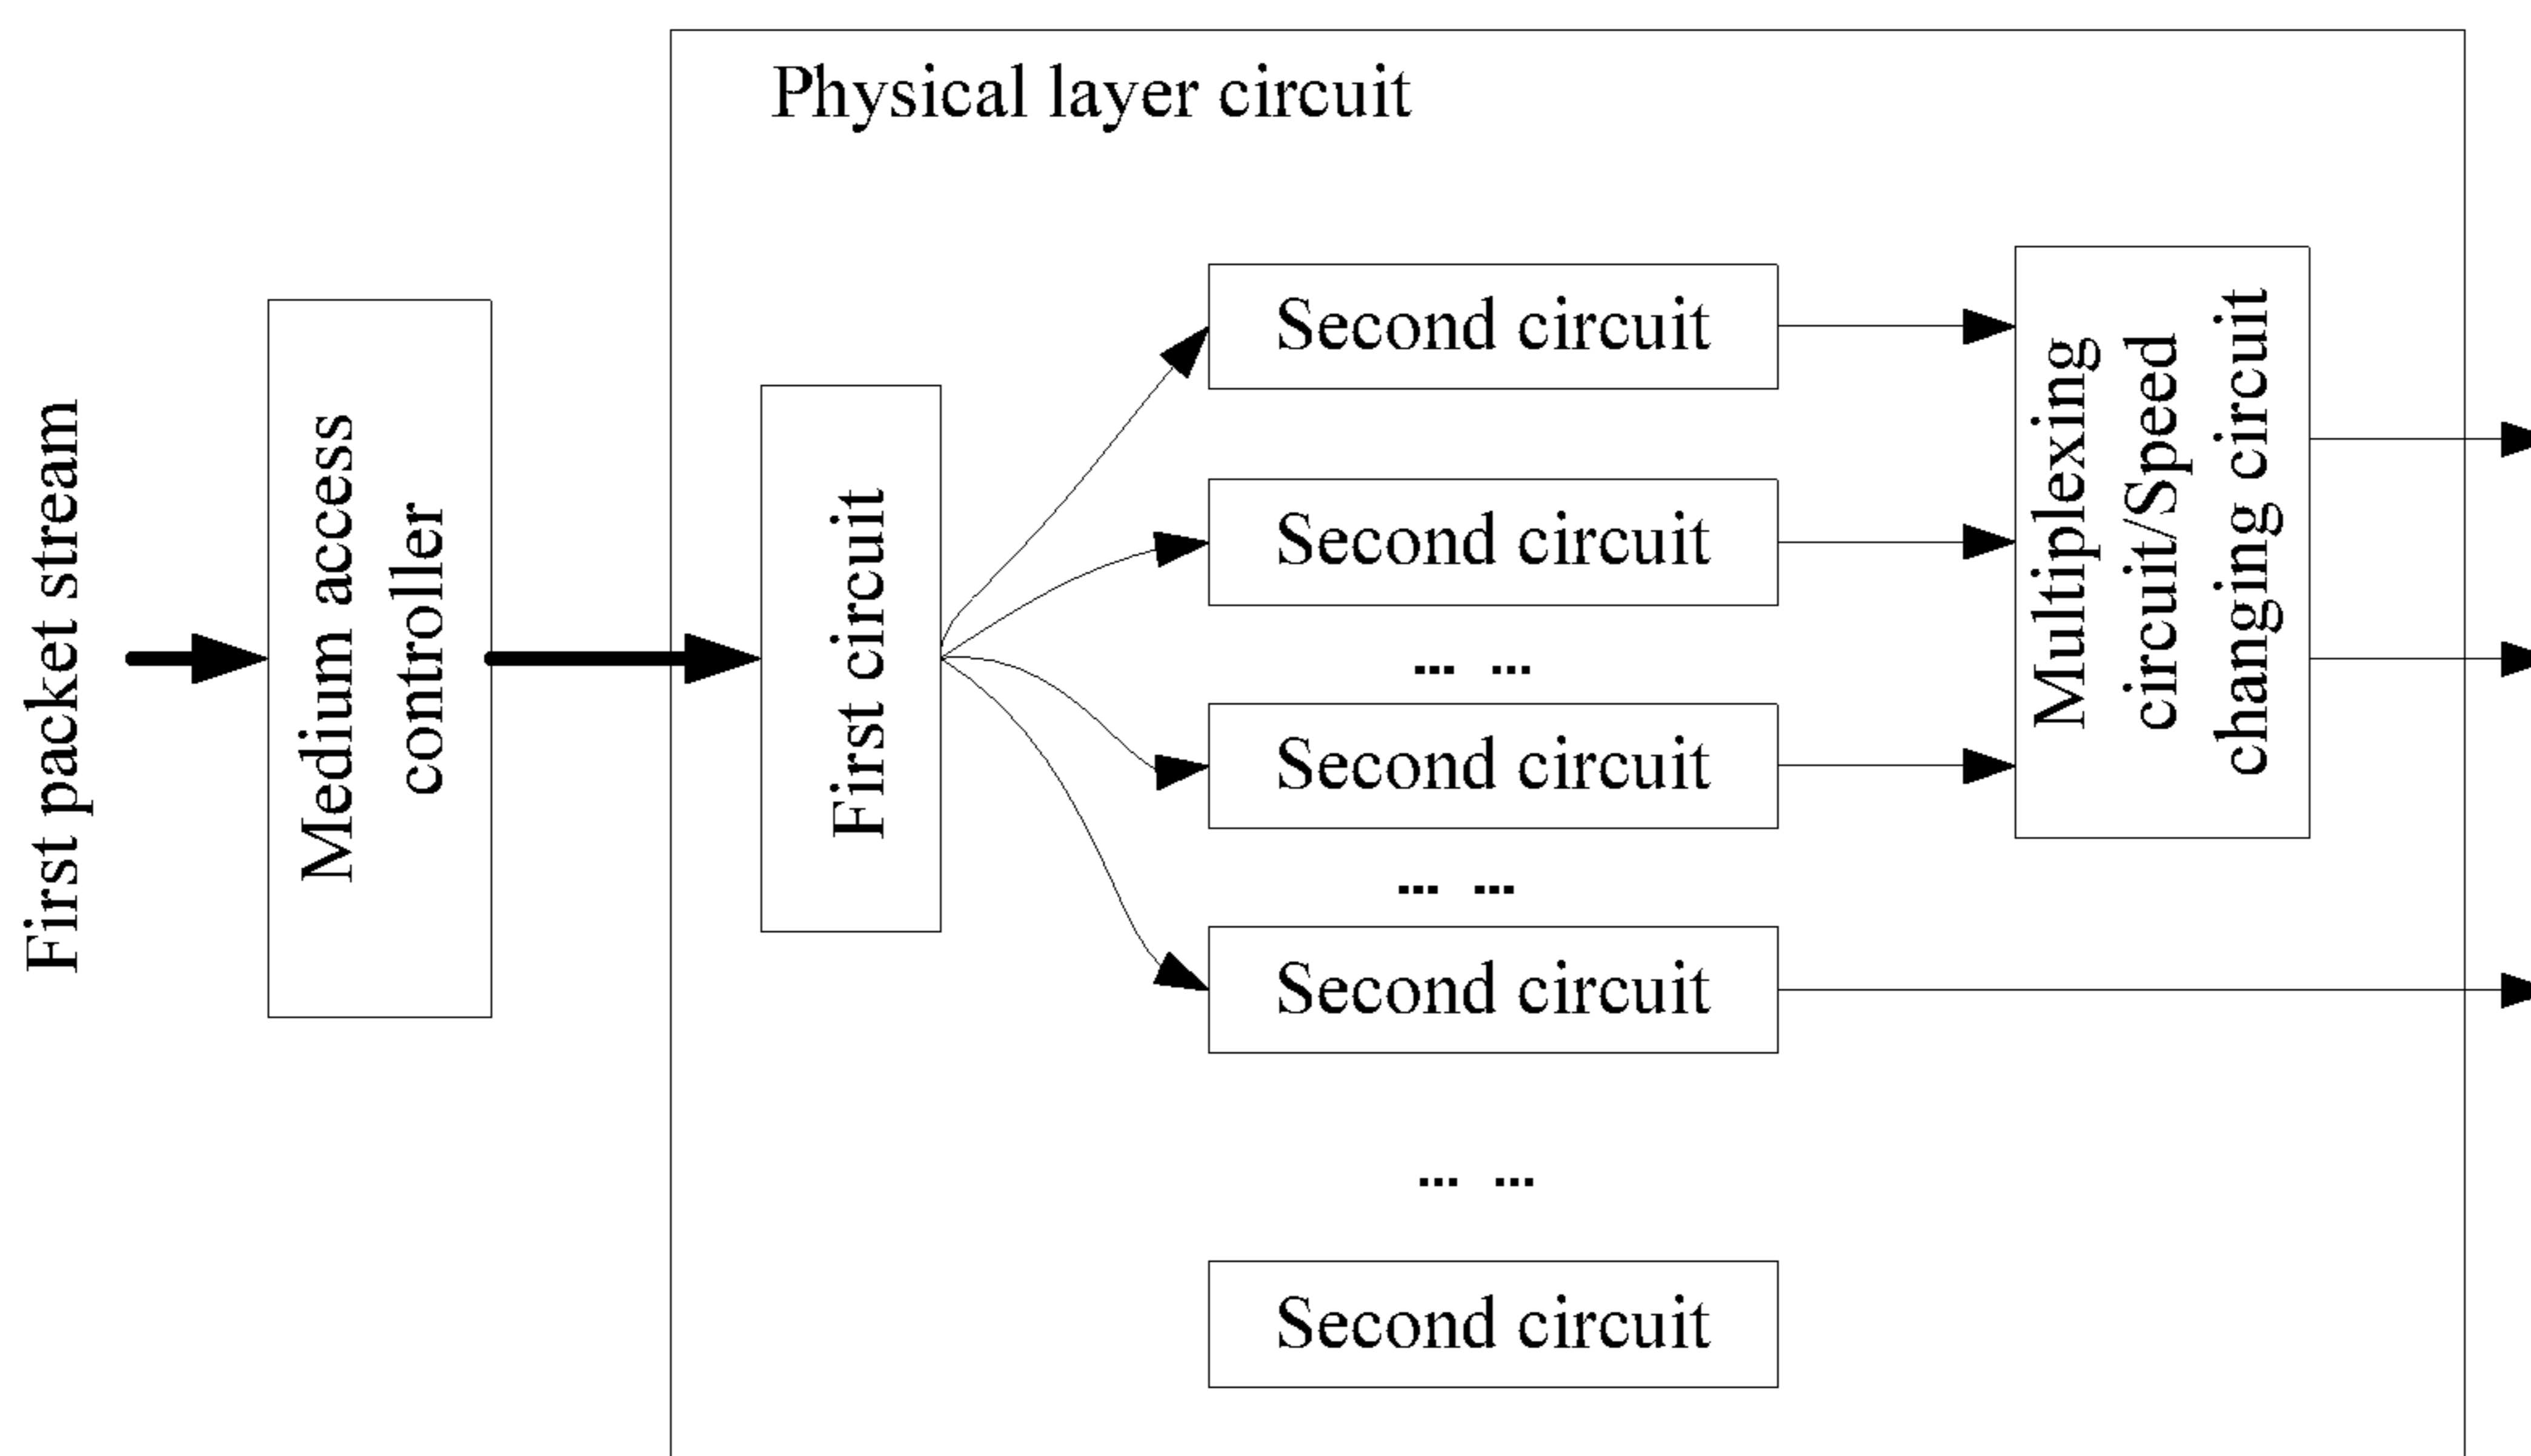 Physical layer circuit
First packet stream
Medium access
controller
First circuit
Second circuit
Second circuit
... ...
Second circuit
... ...
Second circuit
... ...
Second circuit
Multiplexing
circuit/Speed
changing circuit